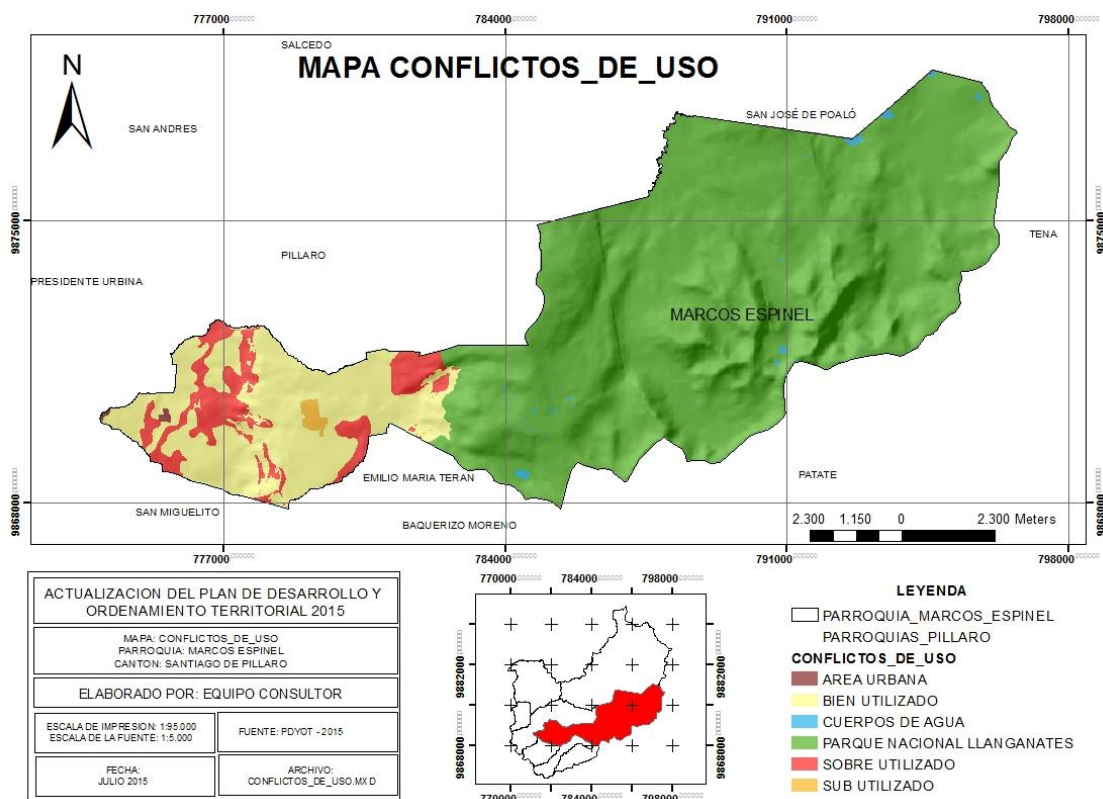 777000
784000
791000
798000
SALCEDO
MAPA CONFLICTOS_DE_USO
N
SAN ANDRES
SAN JOSÉ DE POALÓ
9875000
9875000
TENA
PILLARO
PRESIDENTE URBINA
MARCOS ESPINEL
EMILIO MARIA TERAN
PATATE
9868000
9868000
SAN MIGUELITO
BAQUERIZO MORENO
2.300 1.150 0 2.300 Meters
777000
784000
791000
798000
ACTUALIZACION DEL PLAN DE DESARROLLO Y
ORDENAMIENTO TERRITORIAL 2015
MAPA: CONFLICTOS_DE_USO
PARROQUIA: MARCOS ESPINEL
CANTON: SANTIAGO DE PILLARO
ELABORADO POR: EQUIPO CONSULTOR
ESCALA DE IMPRESION: 1:95.000
ESCALA DE LA FUENTE: 1:5.000
FUENTE: PDYOT - 2015
FECHA:
JULIO 2015
ARCHIVO:
CONFLICTOS_DE_USO.MXD
770000 784000 798000
9882000
9882000
9868000
9868000
770000 784000 798000
LEYENDA
PARROQUIA_MARCOS_ESPINEL
PARROQUIAS_PILLARO
CONFLICTOS_DE_USO
AREA URBANA
BIEN UTILIZADO
CUERPOS DE AGUA
PARQUE NACIONAL LLANGANATES
SOBRE UTILIZADO
SUB UTILIZADO